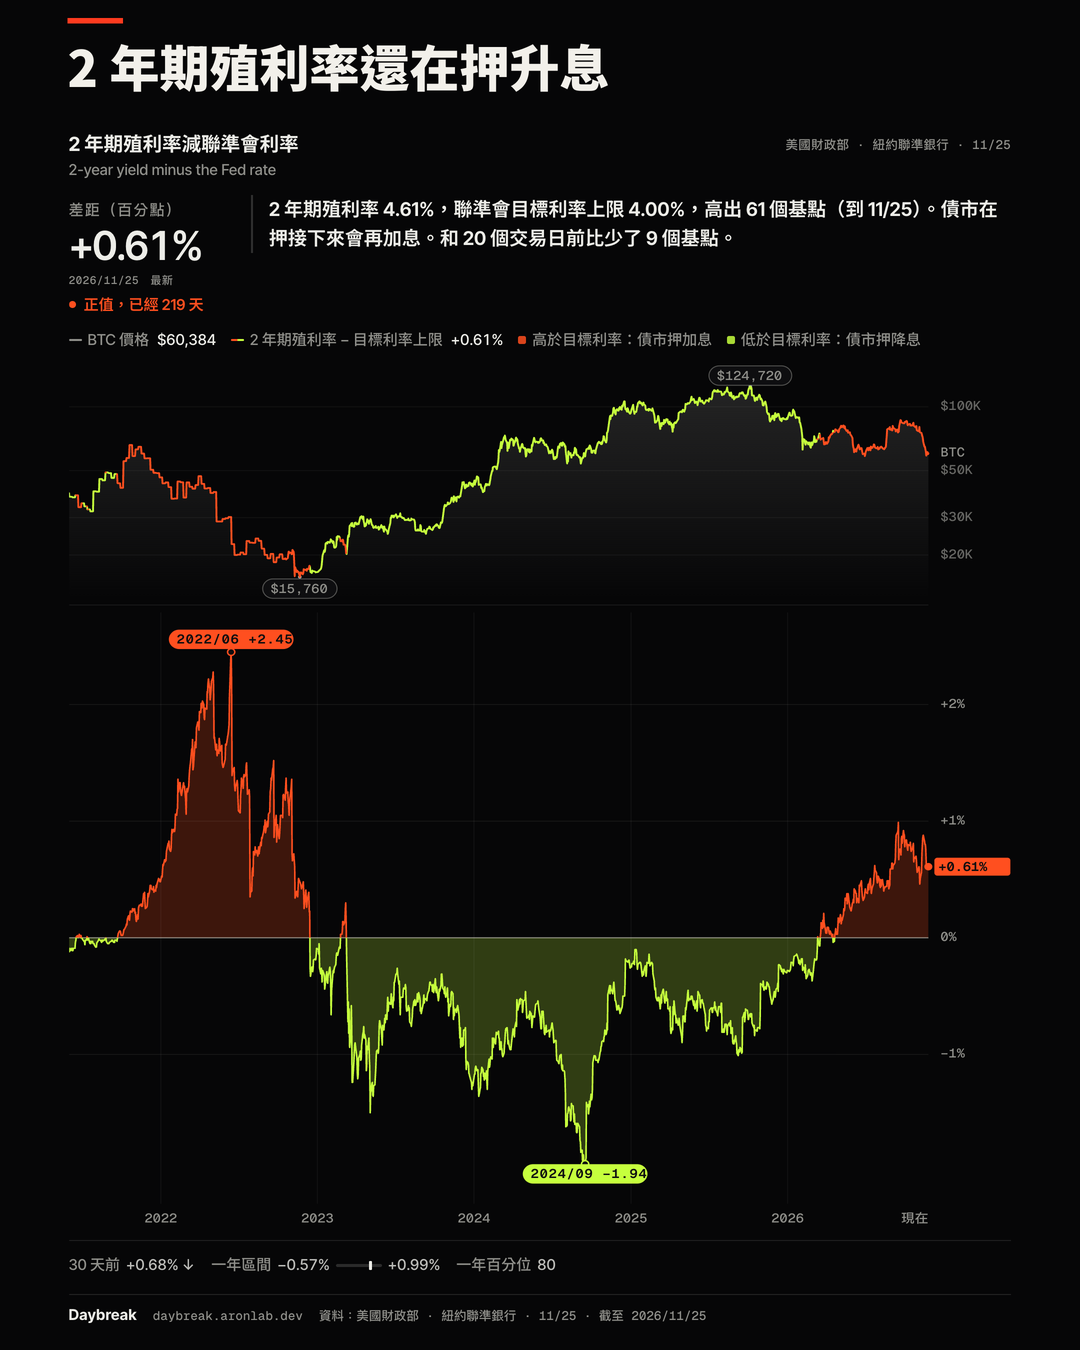 2 年期殖利率還在押升息
2 年期殖利率減聯準會利率
美國財政部 · 紐約聯準銀行 · 11/25
2-year yield minus the Fed rate
差距（百分點）
+0.61%
2026/11/25 最新
正值，已經 219 天
2 年期殖利率 4.61%，聯準會目標利率上限 4.00%，高出 61 個基點（到 11/25）。債市在
押接下來會再加息。和 20 個交易日前比少了 9 個基點。
BTC 價格 $60,384 2 年期殖利率 − 目標利率上限 +0.61% 高於目標利率：債市押加息 低於目標利率：債市押降息
$124,720
$100K
BTC
$50K
$30K
$20K
$15,760
2022/06 +2.45
+2%
+1%
+0.61%
0%
−1%
2024/09 −1.94
2022 2023 2024 2025 2026 現在
30 天前 +0.68% ↓ 一年區間 −0.57% +0.99% 一年百分位 80
Daybreak daybreak.aronlab.dev 資料：美國財政部 · 紐約聯準銀行 · 11/25 · 截至 2026/11/25